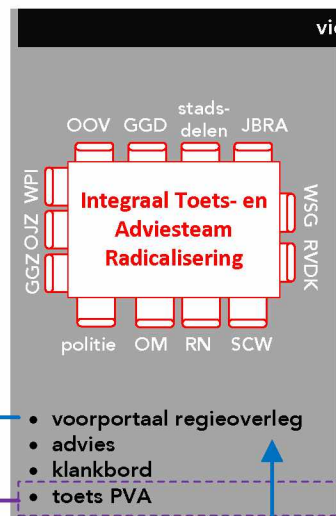 vi
stads-
OOV GGD delen JBRA
WPI
OJZ
GGZ
Integraal Toets- en
Adviesteam
Radicalisering
WSG
RVDK
politie OM RN SCW
• voorportaal regieoverleg
• advies
• klankbord
• toets PVA